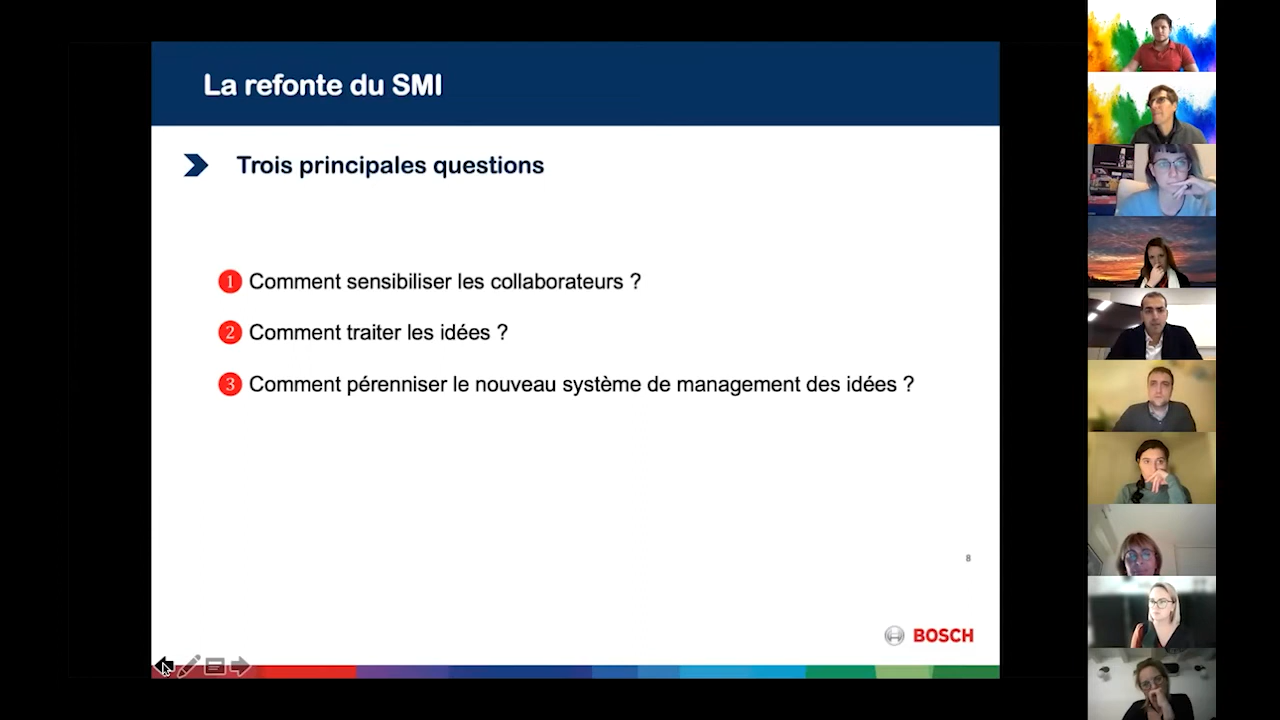 La refonte du SMI
Trois principales questions
1 Comment sensibiliser les collaborateurs ?
2 Comment traiter les idées ?
3 Comment pérenniser le nouveau système de management des idées ?
8
BOSCH